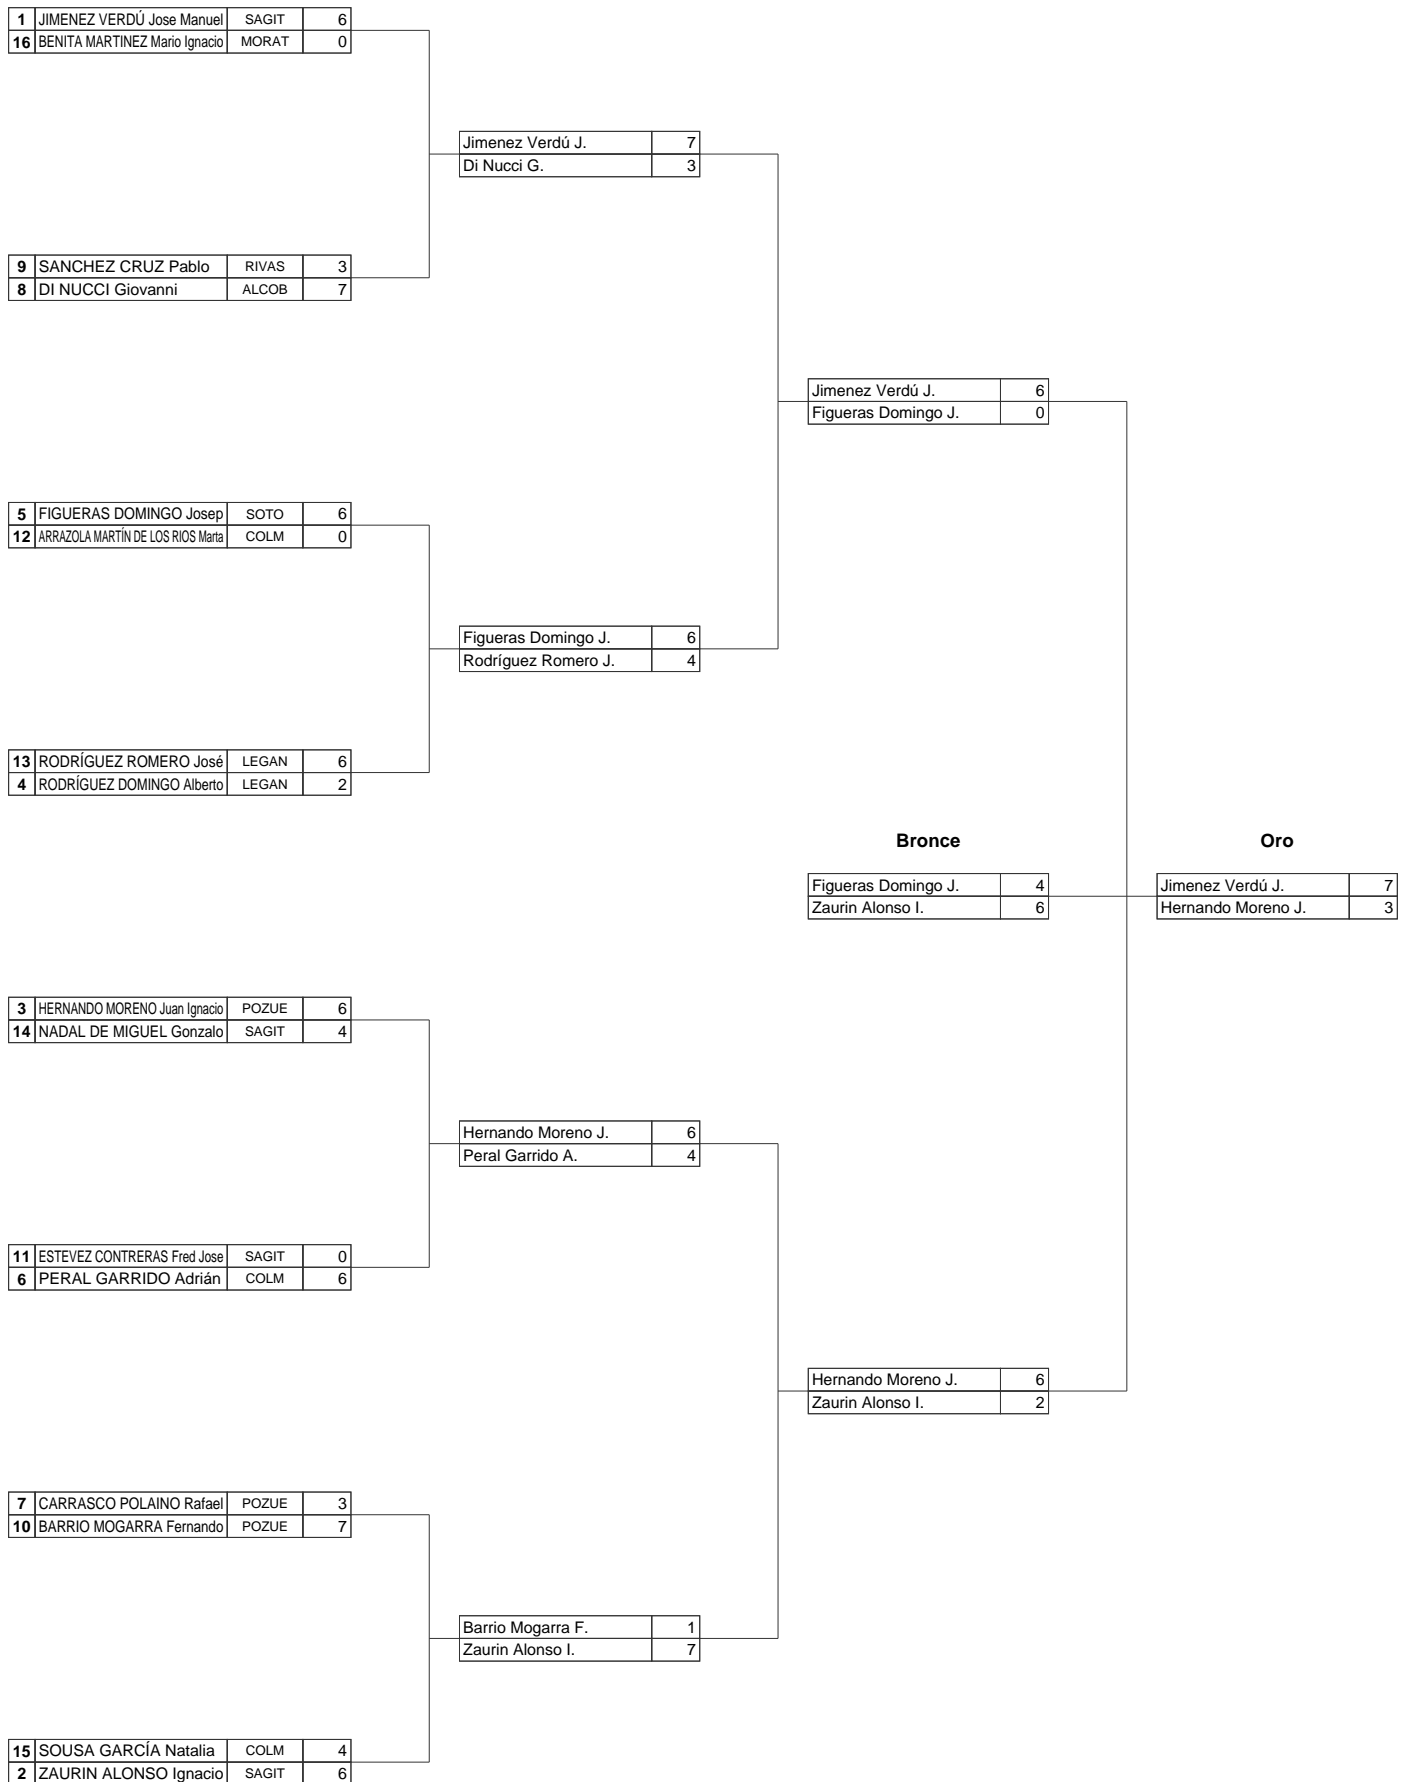 1 JIMENEZ VERDÚ Jose Manuel SAGIT 6
16 BENITA MARTINEZ Mario Ignacio MORAT 0
Jimenez Verdú J. 7
Di Nucci G. 3
9 SANCHEZ CRUZ Pablo RIVAS 3
8 DI NUCCI Giovanni ALCOB 7
Jimenez Verdú J. 6
Figueras Domingo J. 0
5 FIGUERAS DOMINGO Josep SOTO 6
12 ARRAZOLA MARTÍN DE LOS RIOS Marta COLM 0
Figueras Domingo J. 6
Rodríguez Romero J. 4
13 RODRÍGUEZ ROMERO José LEGAN 6
4 RODRÍGUEZ DOMINGO Alberto LEGAN 2
Bronce Oro
Figueras Domingo J. 4 Jimenez Verdú J. 7
Zaurin Alonso I. 6 Hernando Moreno J. 3
3 HERNANDO MORENO Juan Ignacio POZUE 6
14 NADAL DE MIGUEL Gonzalo SAGIT 4
Hernando Moreno J. 6
Peral Garrido A. 4
11 ESTEVEZ CONTRERAS Fred Jose SAGIT 0
6 PERAL GARRIDO Adrián COLM 6
Hernando Moreno J. 6
Zaurin Alonso I. 2
7 CARRASCO POLAINO Rafael POZUE 3
10 BARRIO MOGARRA Fernando POZUE 7
Barrio Mogarra F. 1
Zaurin Alonso I. 7
15 SOUSA GARCÍA Natalia COLM 4
2 ZAURIN ALONSO Ignacio SAGIT 6